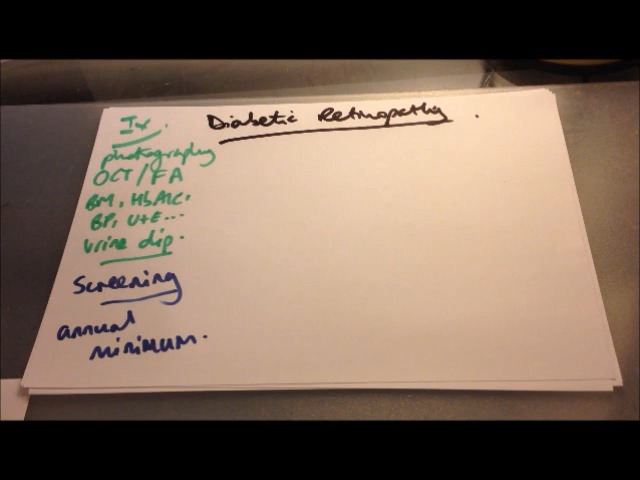 Diabetic Retinopathy.
Ix.
photography
OCT/FA
BM, HbA1c.
BP, U+E...
Urine dip.
Screening
annual
minimum.